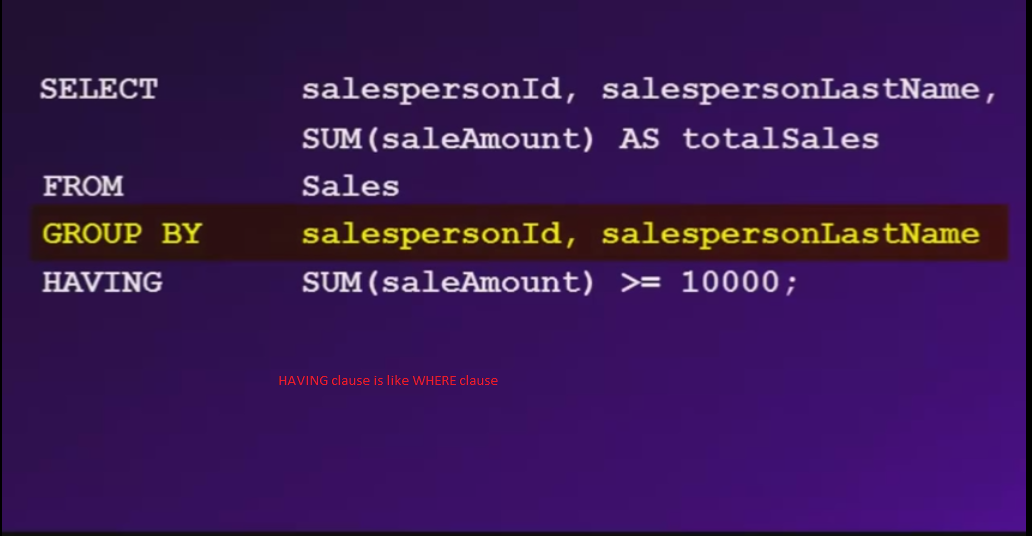 SELECT salespersonId, salespersonLastName,
SUM(saleAmount) AS totalSales
FROM Sales
GROUP BY salespersonId, salespersonLastName
HAVING SUM(saleAmount) >= 10000;
HAVING clause is like WHERE clause